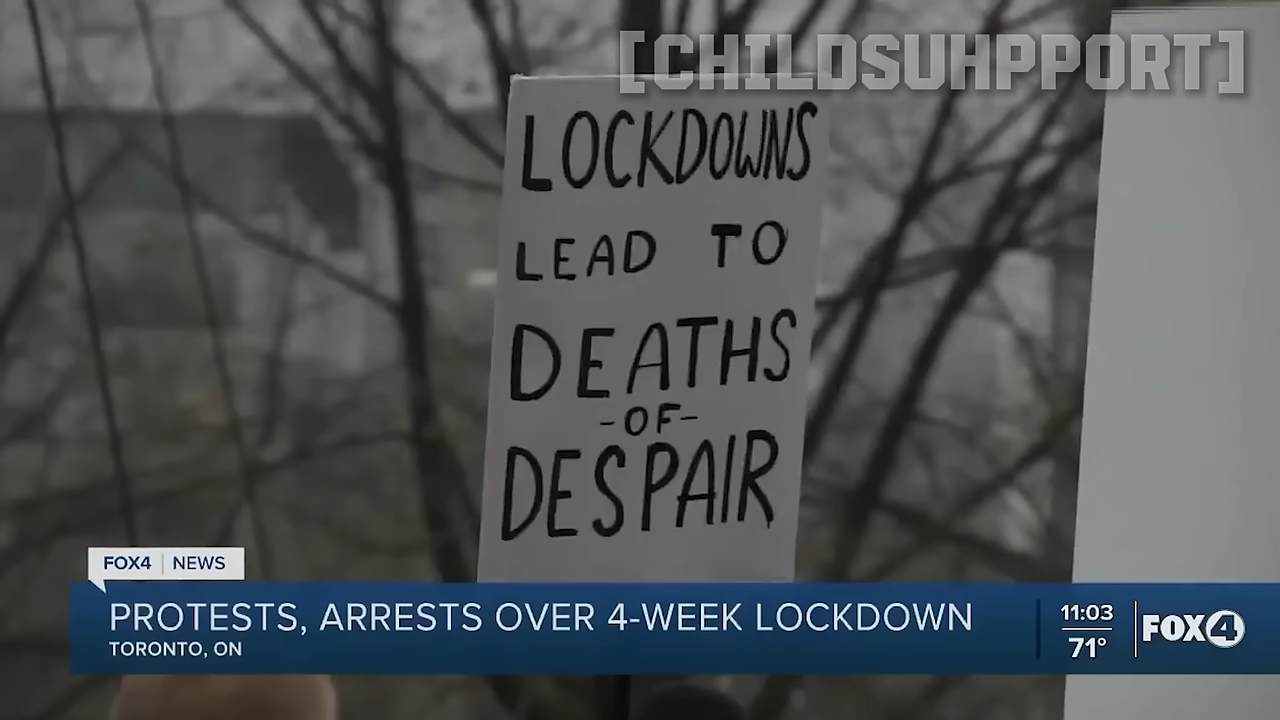 [CHILDSUHPPORT]
LOCKDOWNS
LEAD TO
DEATHS
-OF-
DESPAIR
FOX4 | NEWS
PROTESTS, ARRESTS OVER 4-WEEK LOCKDOWN
TORONTO, ON
11:03
71°
FOX4